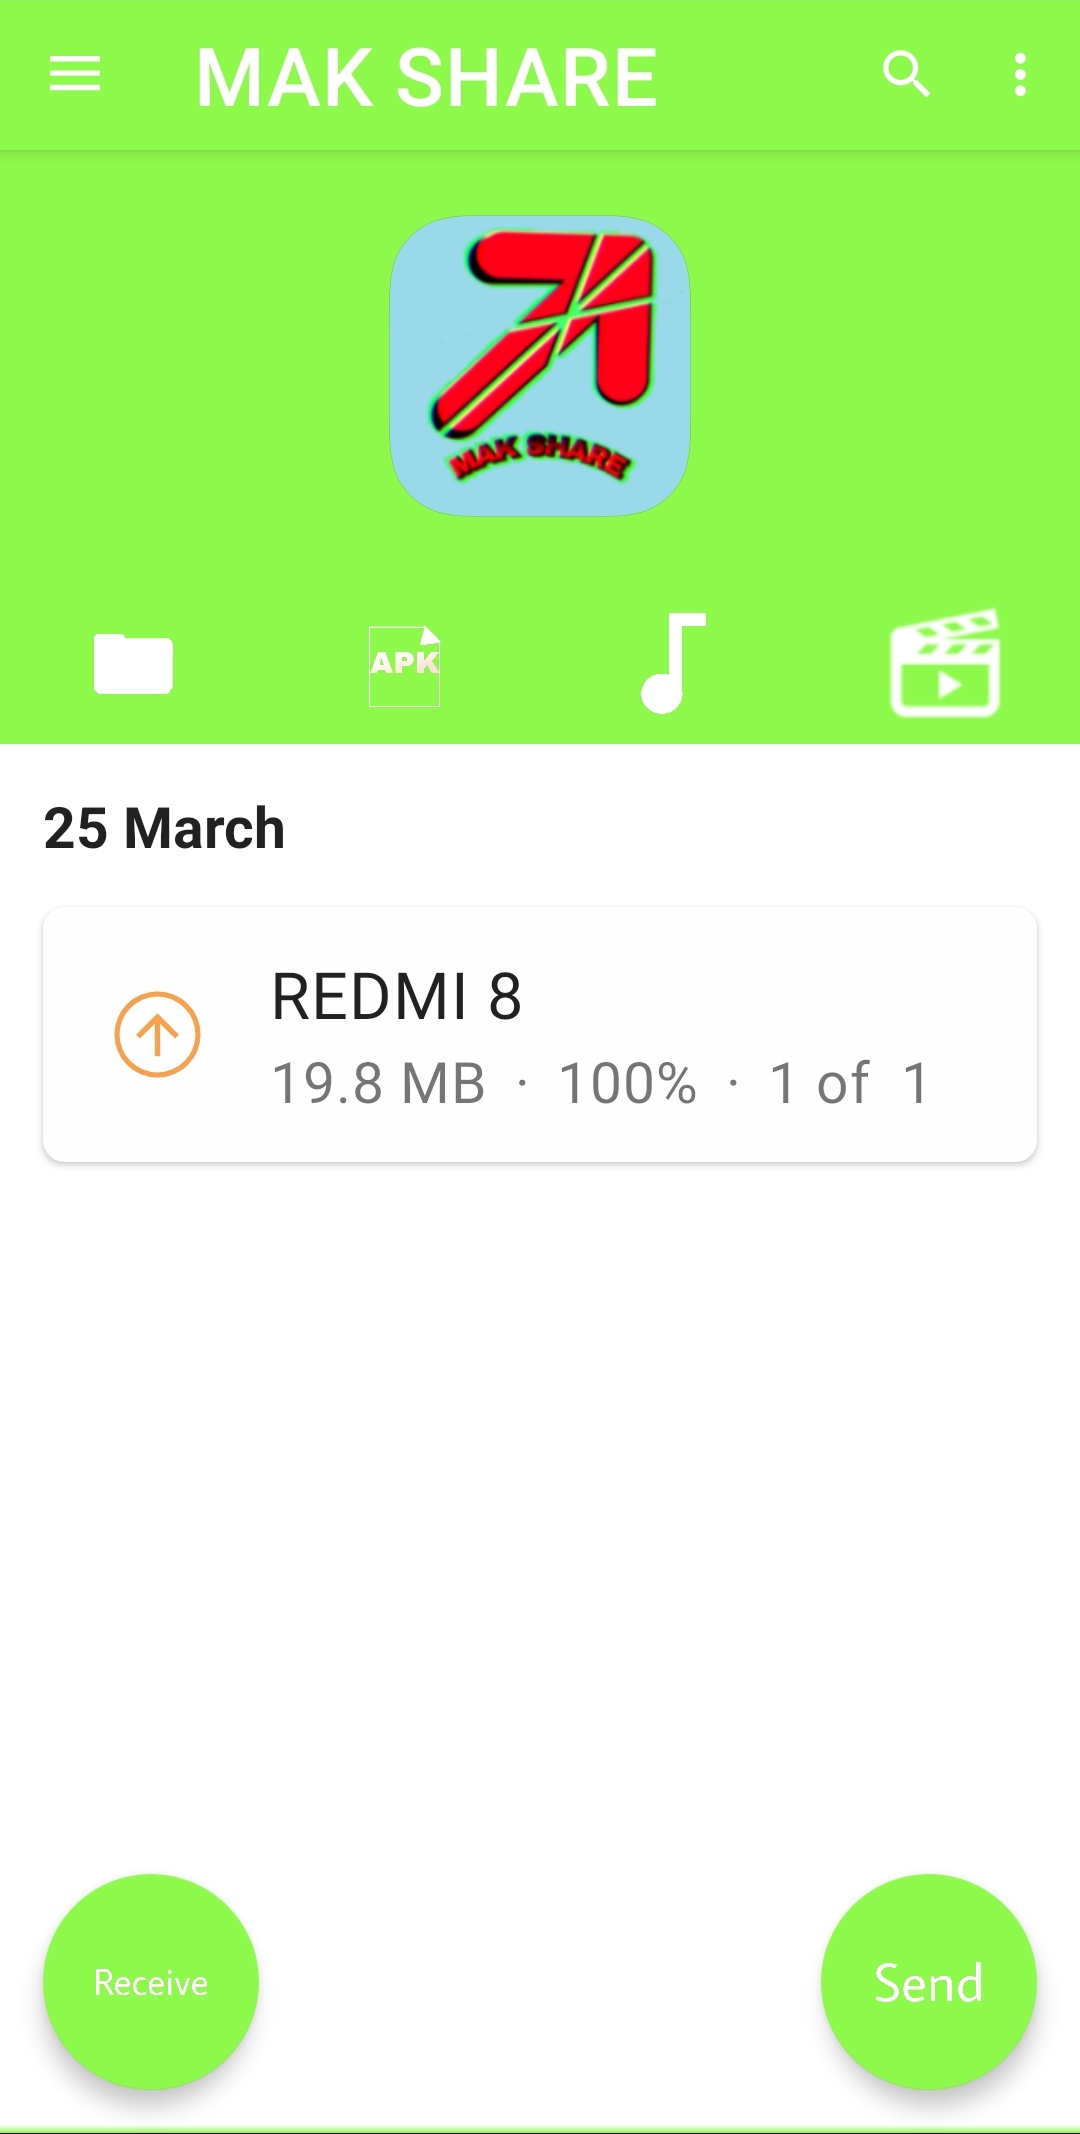 MAK SHARE
MAK SHARE
APK
25 March
REDMI 8
19.8 MB · 100% · 1 of 1
Receive
Send